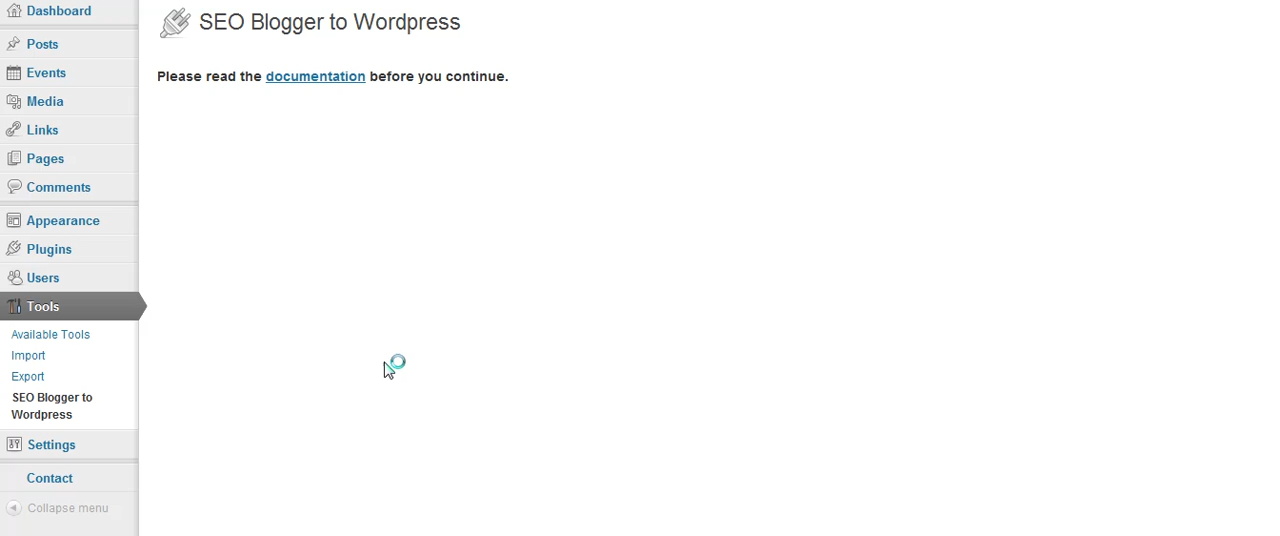 Dashboard
Posts
Events
Media
Links
Pages
Comments
Appearance
Plugins
Users
Tools
Available Tools
Import
Export
SEO Blogger to
Wordpress
Settings
Contact
Collapse menu
SEO Blogger to Wordpress
Please read the documentation before you continue.